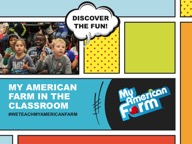 DISCOVER
THE FUN!
MY AMERICAN
FARM IN THE
CLASSROOM
#WETEACHMYAMERICANFARM
My
American
Farm